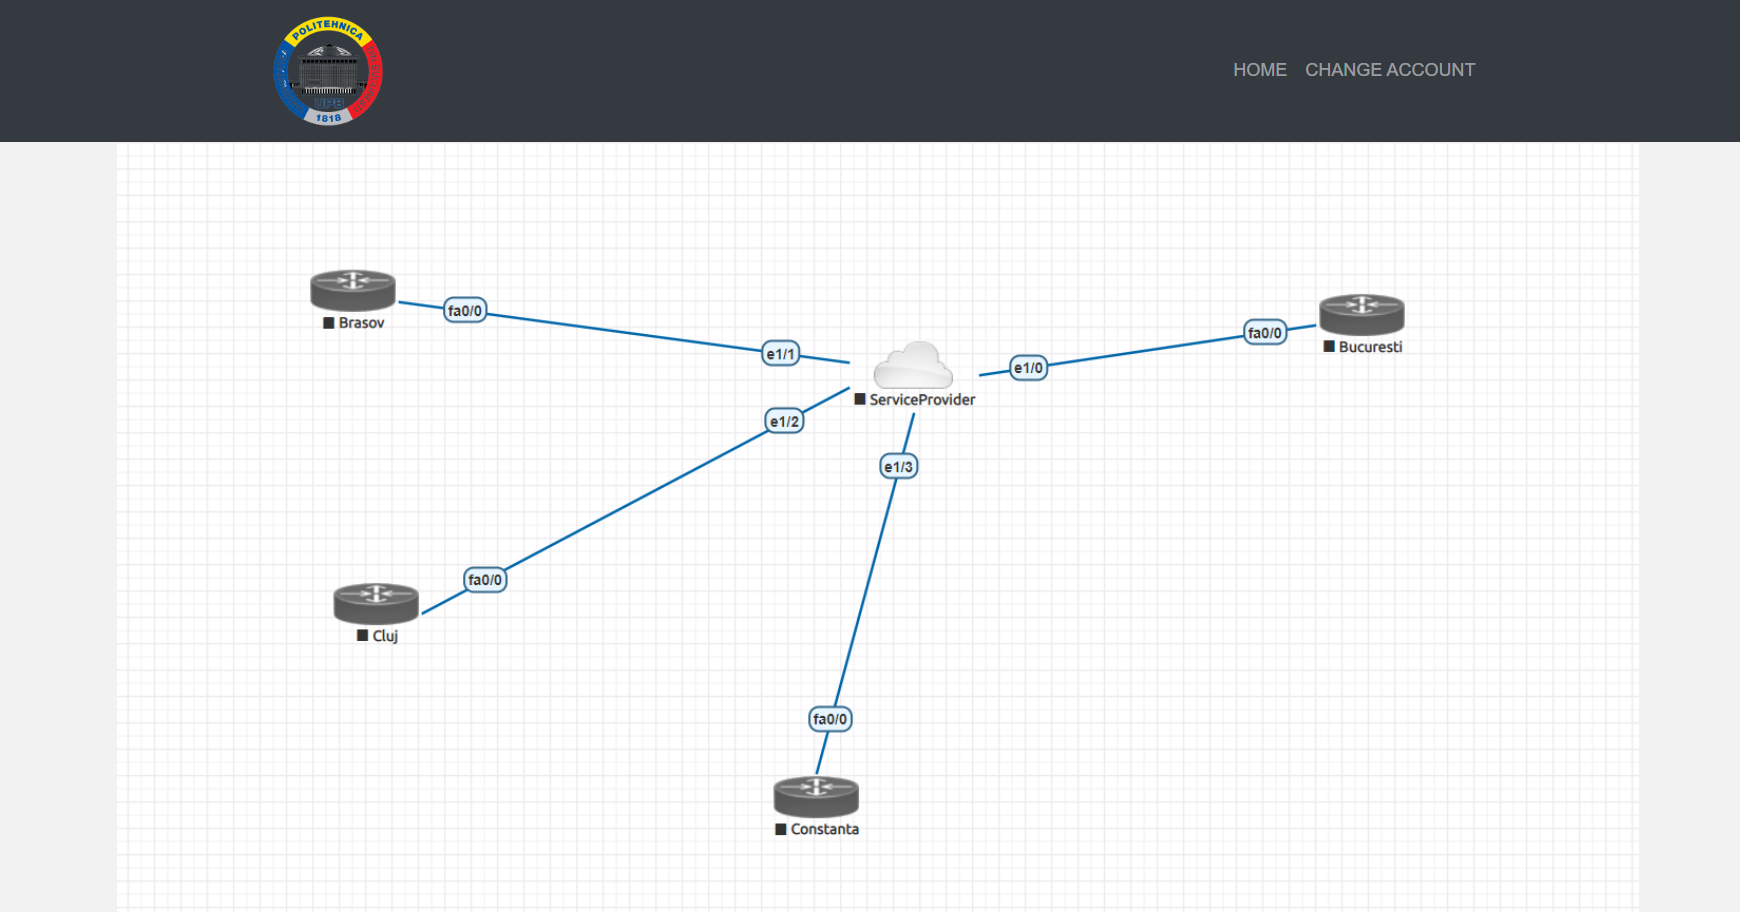 POLITEHNICA
UPB
1818
HOME CHANGE ACCOUNT
fa0/0
Brasov
e1/1
fa0/0
Bucuresti
e1/0
ServiceProvider
e1/2
e1/3
fa0/0
Cluj
fa0/0
Constanta